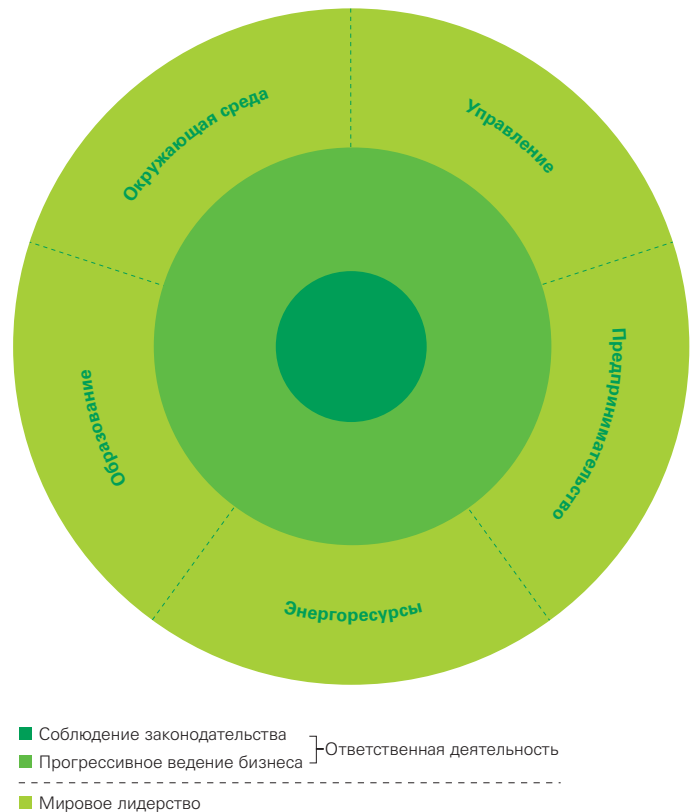 Окружающая среда
Управление
Образование
Предпринимательство
Энергоресурсы
Соблюдение законодательства
Прогрессивное ведение бизнеса
Ответственная деятельность
Мировое лидерство